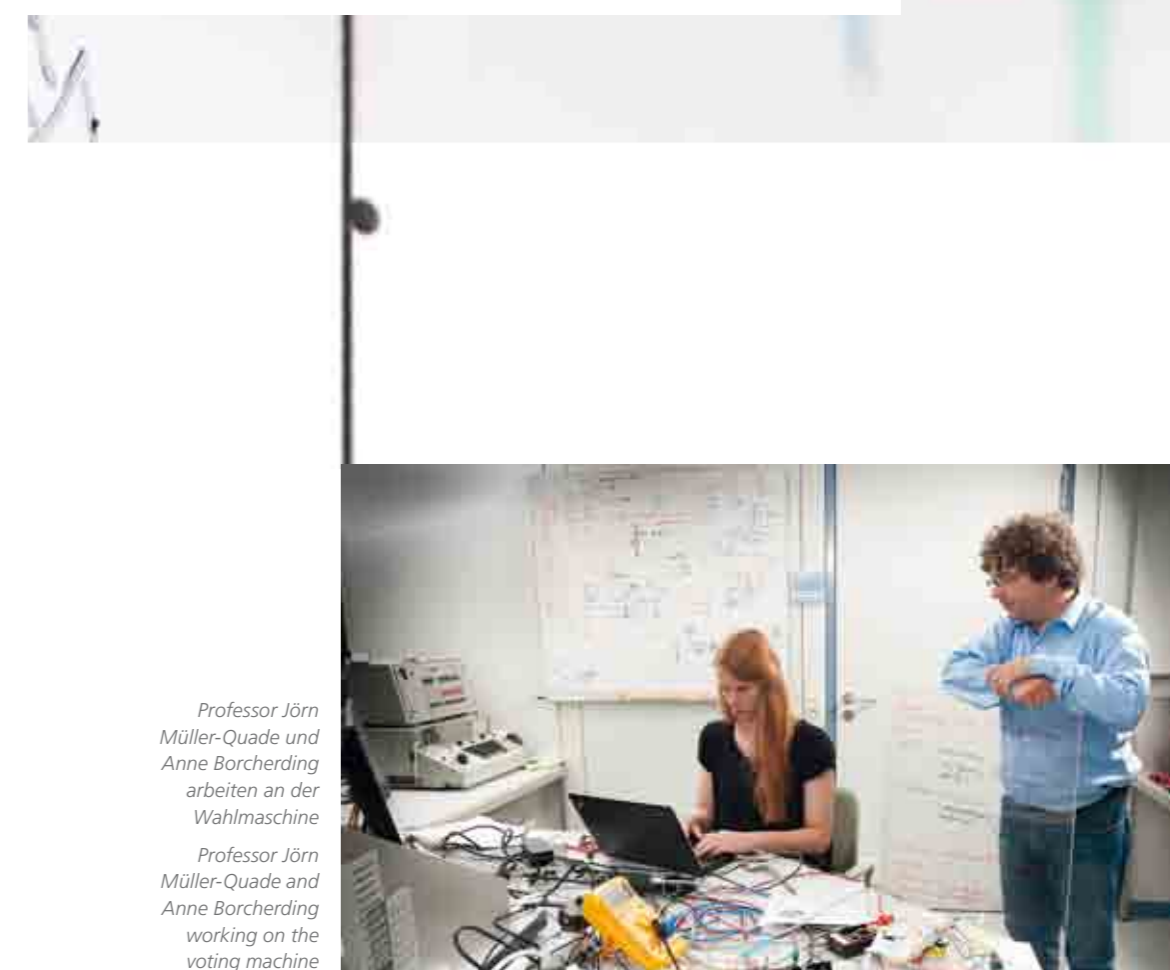 Professor Jörn
Müller-Quade und
Anne Borcherding
arbeiten an der
Wahlmaschine
Professor Jörn
Müller-Quade and
Anne Borcherding
working on the
voting machine